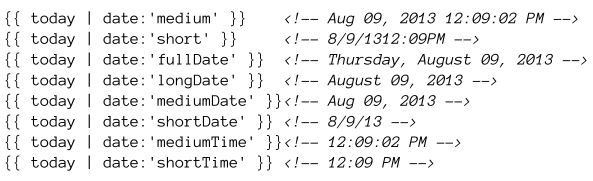 {{ today | date:'medium' }} <!-- Aug 09, 2013 12:09:02 PM -->
{{ today | date:'short' }} <!-- 8/9/1312:09PM -->
{{ today | date:'fullDate' }} <!-- Thursday, August 09, 2013 -->
{{ today | date:'longDate' }} <!-- August 09, 2013 -->
{{ today | date:'mediumDate' }}<!-- Aug 09, 2013 -->
{{ today | date:'shortDate' }} <!-- 8/9/13 -->
{{ today | date:'mediumTime' }}<!-- 12:09:02 PM -->
{{ today | date:'shortTime' }} <!-- 12:09 PM -->